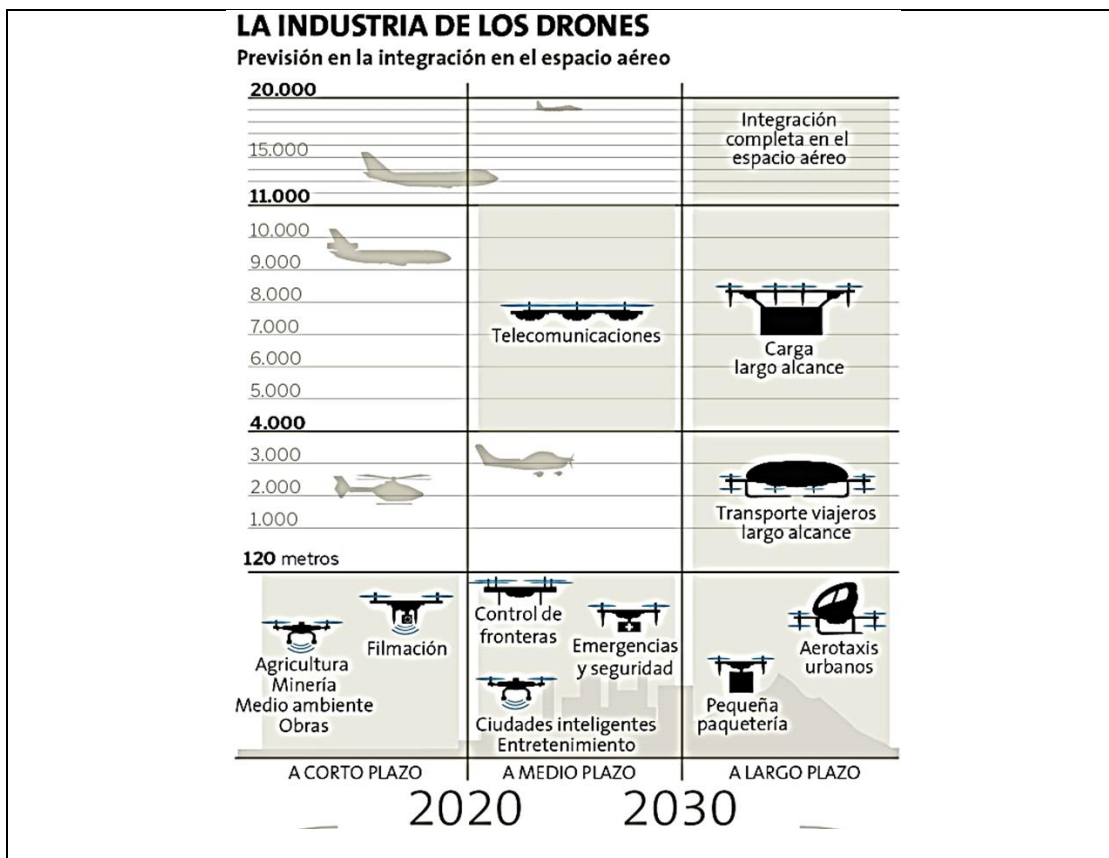 LA INDUSTRIA DE LOS DRONES
Previsión en la integración en el espacio aéreo
20.000
15.000
11.000
10.000
9.000
8.000
7.000
6.000
5.000
4.000
3.000
2.000
1.000
120 metros
Integración
completa en el
espacio aéreo
Telecomunicaciones
Carga
largo alcance
Transporte viajeros
largo alcance
Agricultura
Minería
Medio ambiente
Obras
Filmación
Control de
fronteras
Emergencias
y seguridad
Ciudades inteligentes
Entretenimiento
Pequeña
paquetería
Aerotaxis
urbanos
A CORTO PLAZO
A MEDIO PLAZO
A LARGO PLAZO
2020
2030